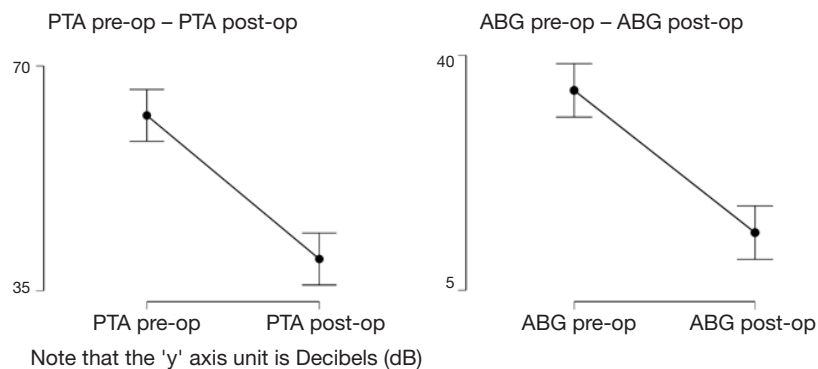 PTA pre-op – PTA post-op
70
35
PTA pre-op PTA post-op
ABG pre-op – ABG post-op
40
5
ABG pre-op ABG post-op
Note that the 'y' axis unit is Decibels (dB)